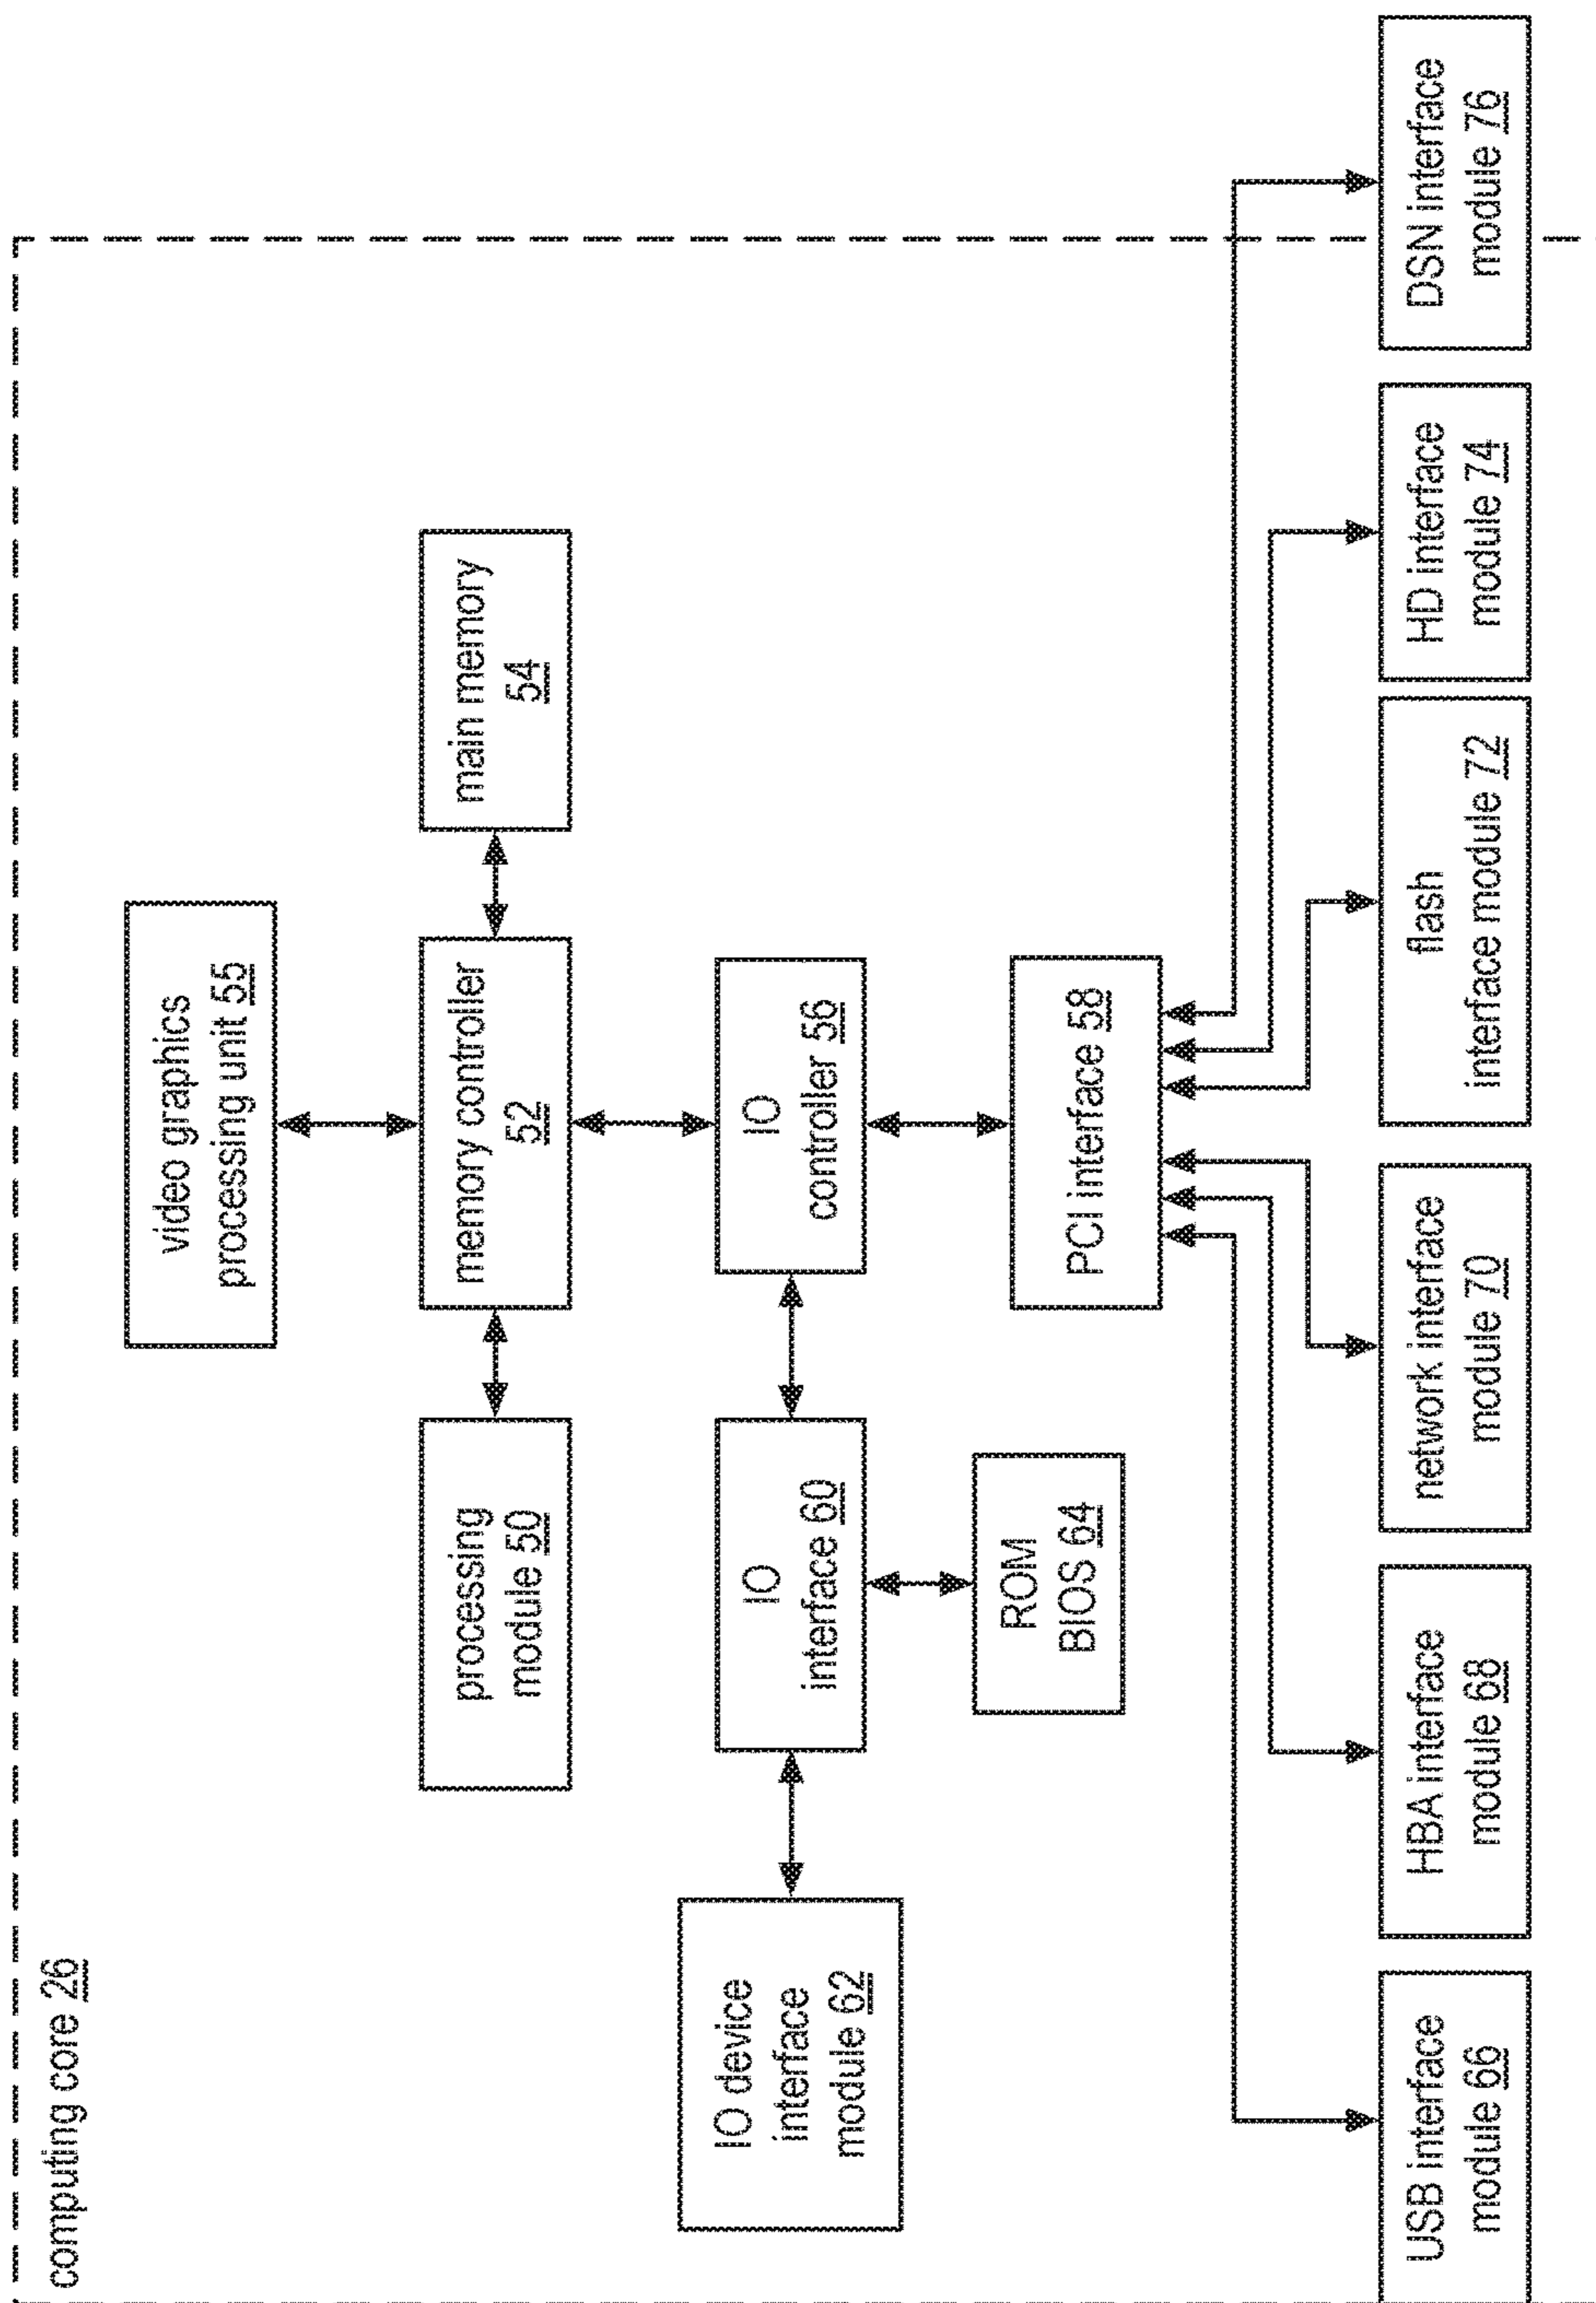 computing core 26
video graphics
processing unit 55
processing
module 50
memory controller
52
main memory
54
IO device
interface
module 62
IO
interface 60
IO
controller 56
ROM
BIOS 64
PCI interface 58
USB interface
module 66
HBA interface
module 68
network interface
module 70
flash
interface module 72
HD interface
module 74
DSN interface
module 76